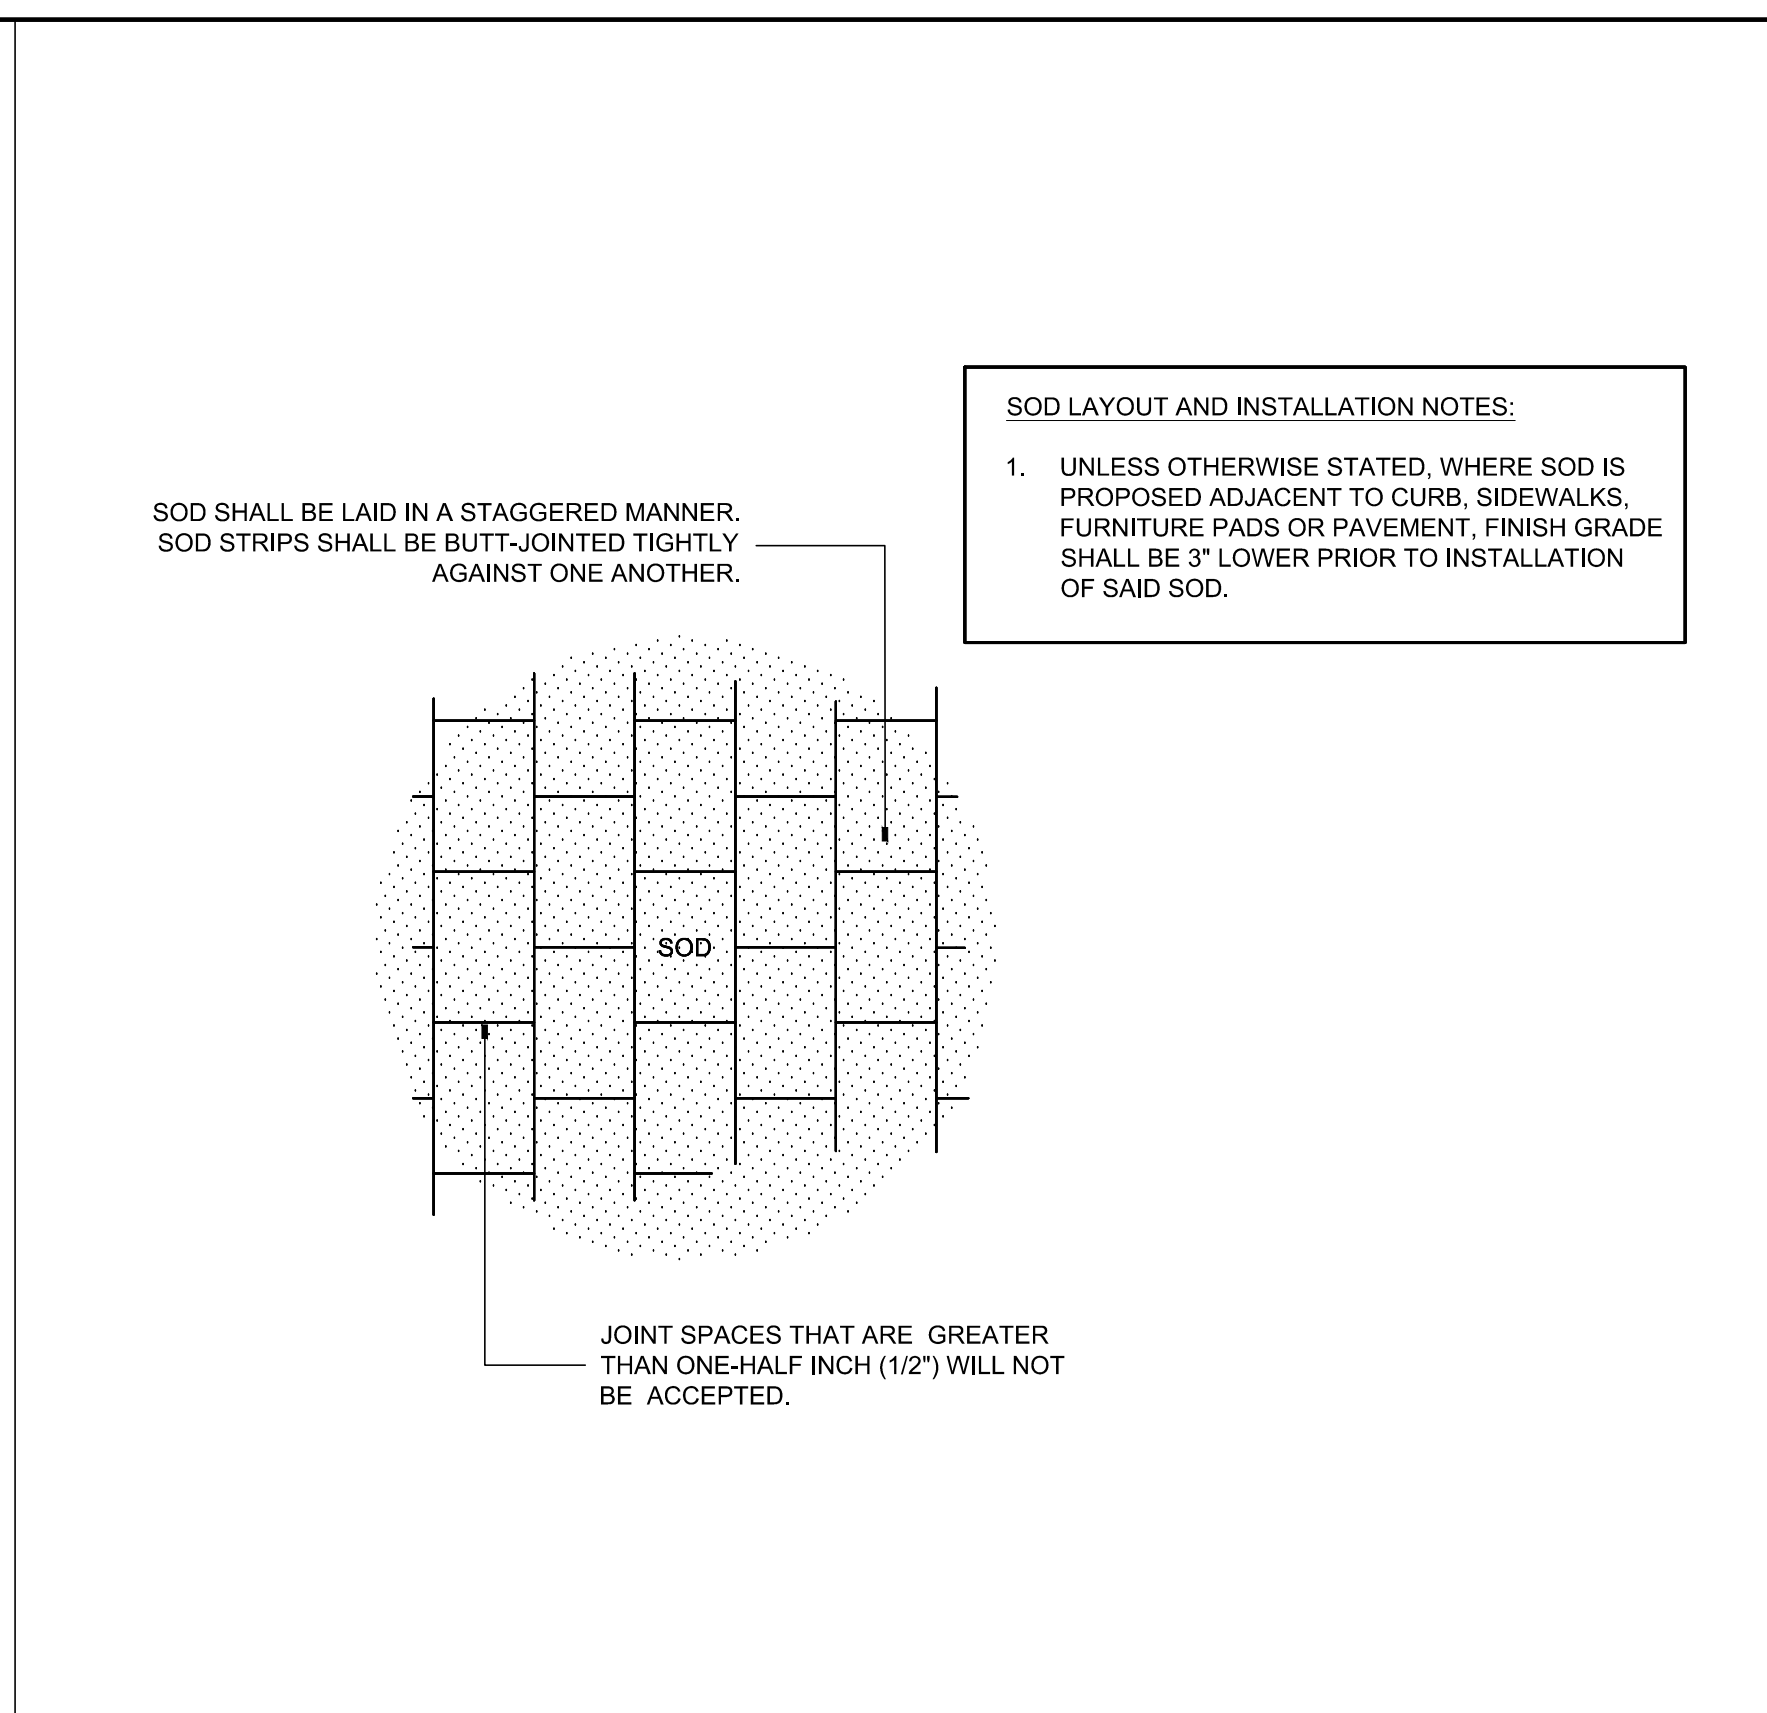 SOD LAYOUT AND INSTALLATION NOTES:
1. UNLESS OTHERWISE STATED, WHERE SOD IS
PROPOSED ADJACENT TO CURB, SIDEWALKS,
FURNITURE PADS OR PAVEMENT, FINISH GRADE
SHALL BE 3" LOWER PRIOR TO INSTALLATION
OF SAID SOD.
SOD SHALL BE LAID IN A STAGGERED MANNER.
SOD STRIPS SHALL BE BUTT-JOINTED TIGHTLY
AGAINST ONE ANOTHER.
SOD
JOINT SPACES THAT ARE GREATER
THAN ONE-HALF INCH (1/2") WILL NOT
BE ACCEPTED.